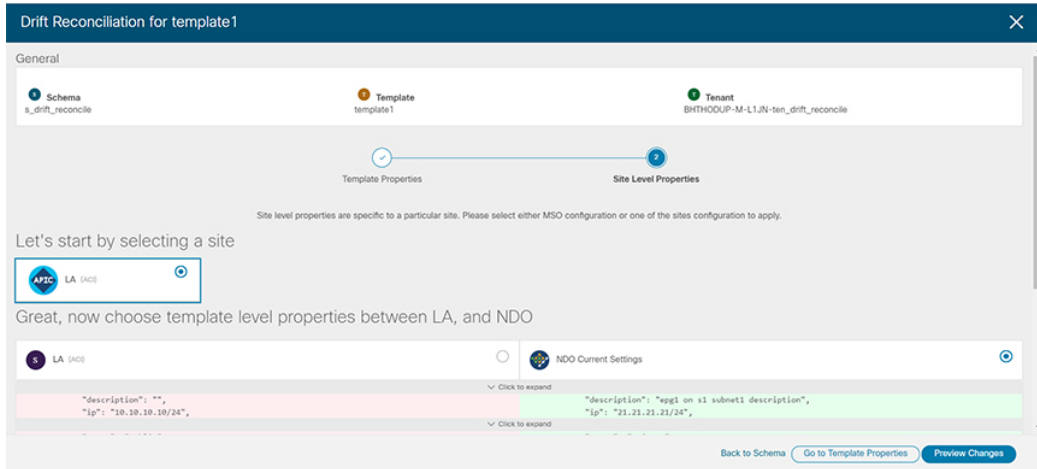 Drift Reconciliation for template1
General
S Schema
s_drift_reconcile
T Template
template1
T Tenant
BHTHODUP-M-L1JN-ten_drift_reconcile
Template Properties
2
Site Level Properties
Site level properties are specific to a particular site. Please select either MSO configuration or one of the sites configuration to apply.
Let's start by selecting a site
APIC LA (ACI)
Great, now choose template level properties between LA, and NDO
S LA (ACI)
NDO Current Settings
Click to expand
"description": "",
"ip": "10.10.10.10/24",
"description": "epg1 on s1 subnet1 description",
"ip": "21.21.21.21/24",
Click to expand
Back to Schema Go to Template Properties Preview Changes